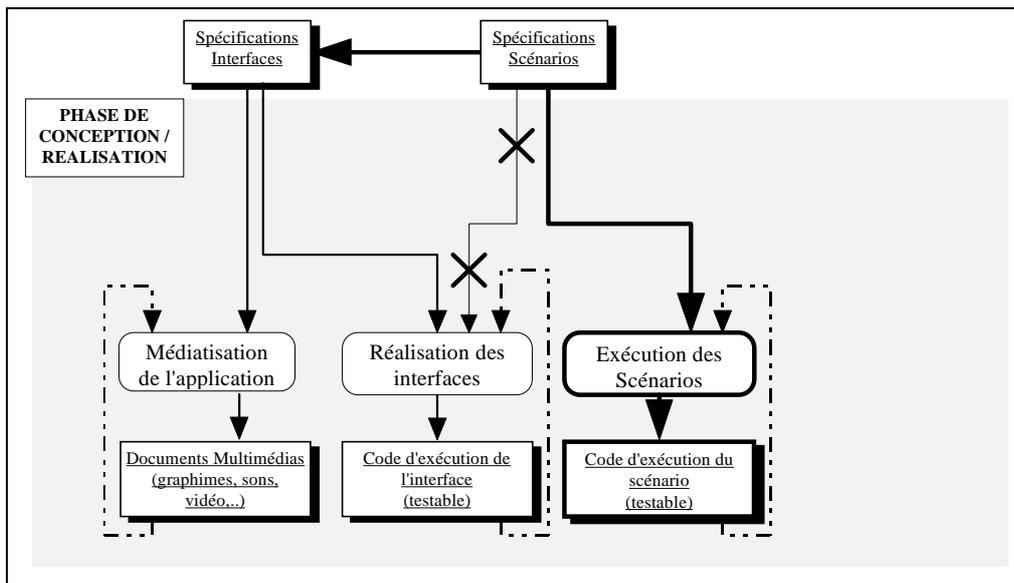 Spécifications
Interfaces
Spécifications
Scénarios
PHASE DE
CONCEPTION /
REALISATION
Médiatisation
de l'application
Réalisation des
interfaces
Exécution des
Scénarios
Documents Multimédias
(graphimes, sons,
vidéo,..)
Code d'exécution de
l'interface
(testable)
Code d'exécution du
scénario
(testable)